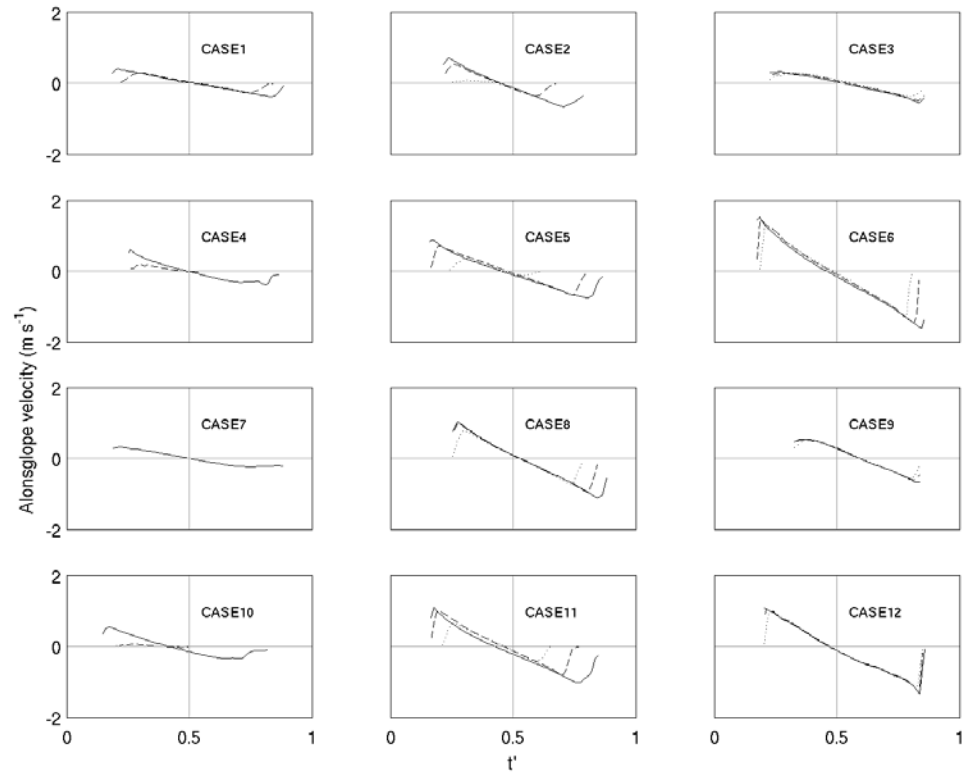 2
0
-2
CASE1
CASE2
CASE3
2
0
-2
CASE4
CASE5
CASE6
2
0
-2
CASE7
CASE8
CASE9
2
0
-2
CASE10
CASE11
CASE12
0
0.5
1
0
0.5
1
0
0.5
1
Alonsglope velocity (m s-1)
t'